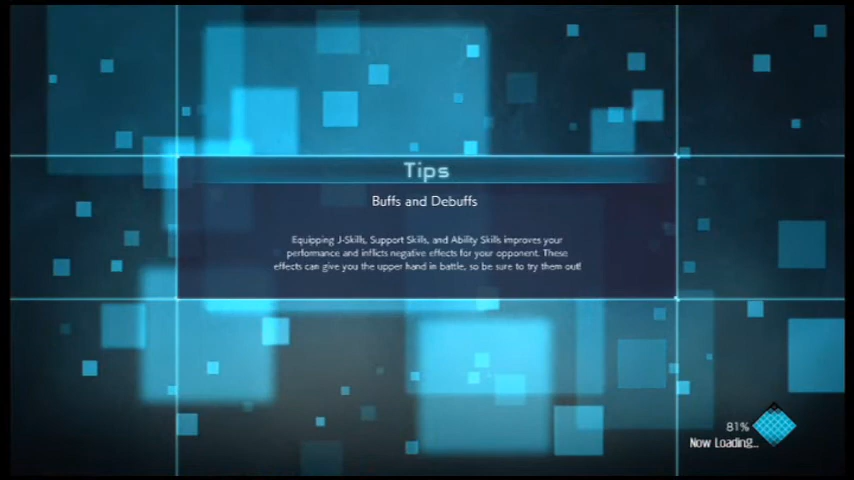 Tips
Buffs and Debuffs
Equipping J-Skills, Support Skills, and Ability Skills improves your
performance and inflicts negative effects for your opponent. These
effects can give you the upper hand in battle, so be sure to try them out!
81%
Now Loading...